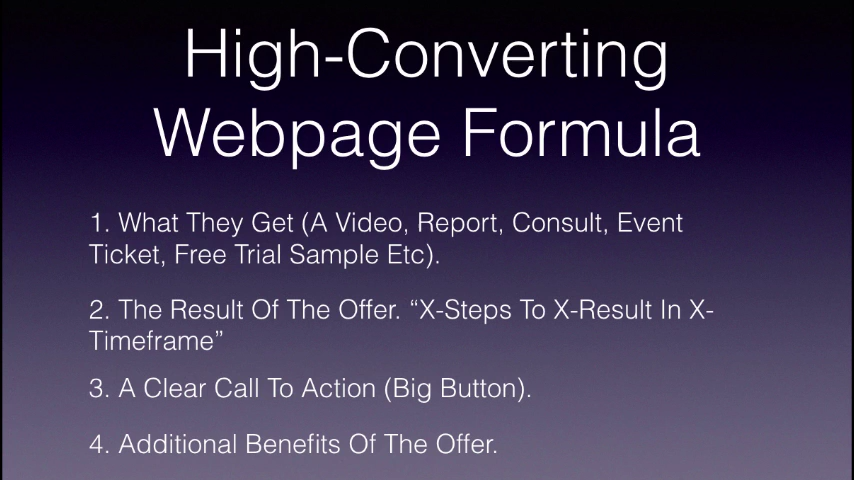 High-Converting
Webpage Formula
1. What They Get (A Video, Report, Consult, Event
Ticket, Free Trial Sample Etc).
2. The Result Of The Offer. “X-Steps To X-Result In X-
Timeframe”
3. A Clear Call To Action (Big Button).
4. Additional Benefits Of The Offer.